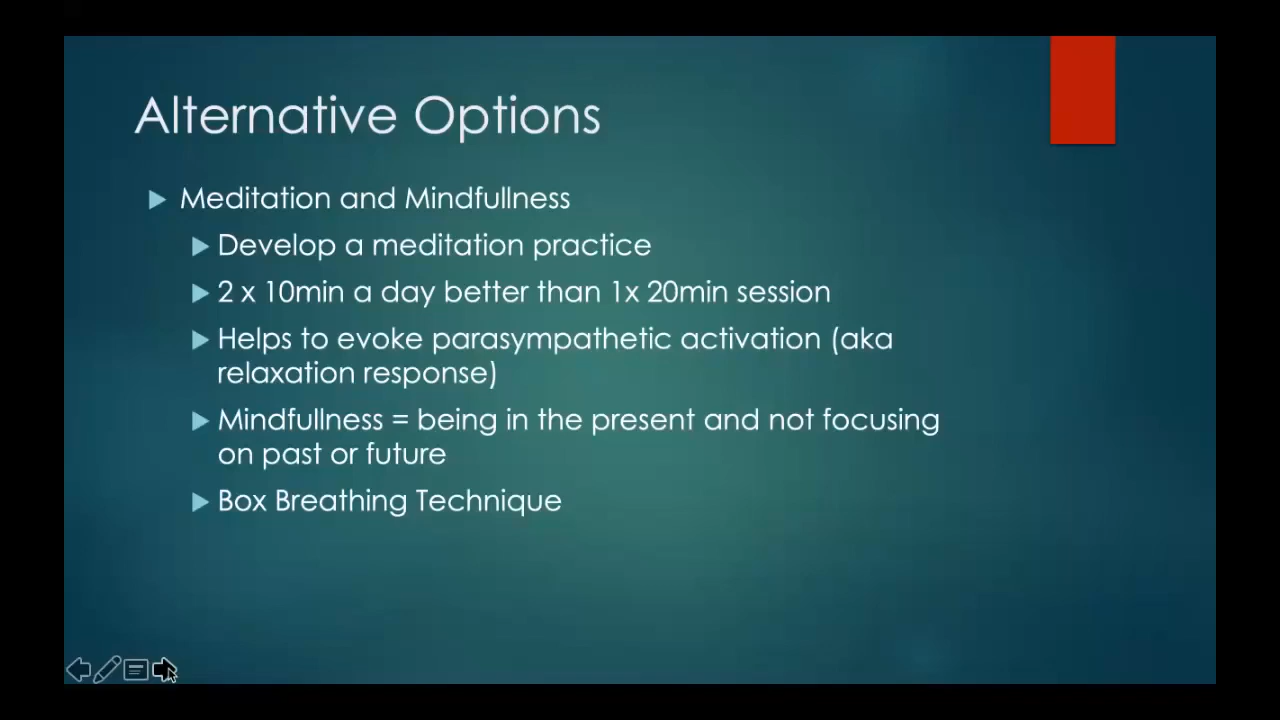 Alternative Options
Meditation and Mindfullness
Develop a meditation practice
2 x 10min a day better than 1x 20min session
Helps to evoke parasympathetic activation (aka
relaxation response)
Mindfullness = being in the present and not focusing
on past or future
Box Breathing Technique